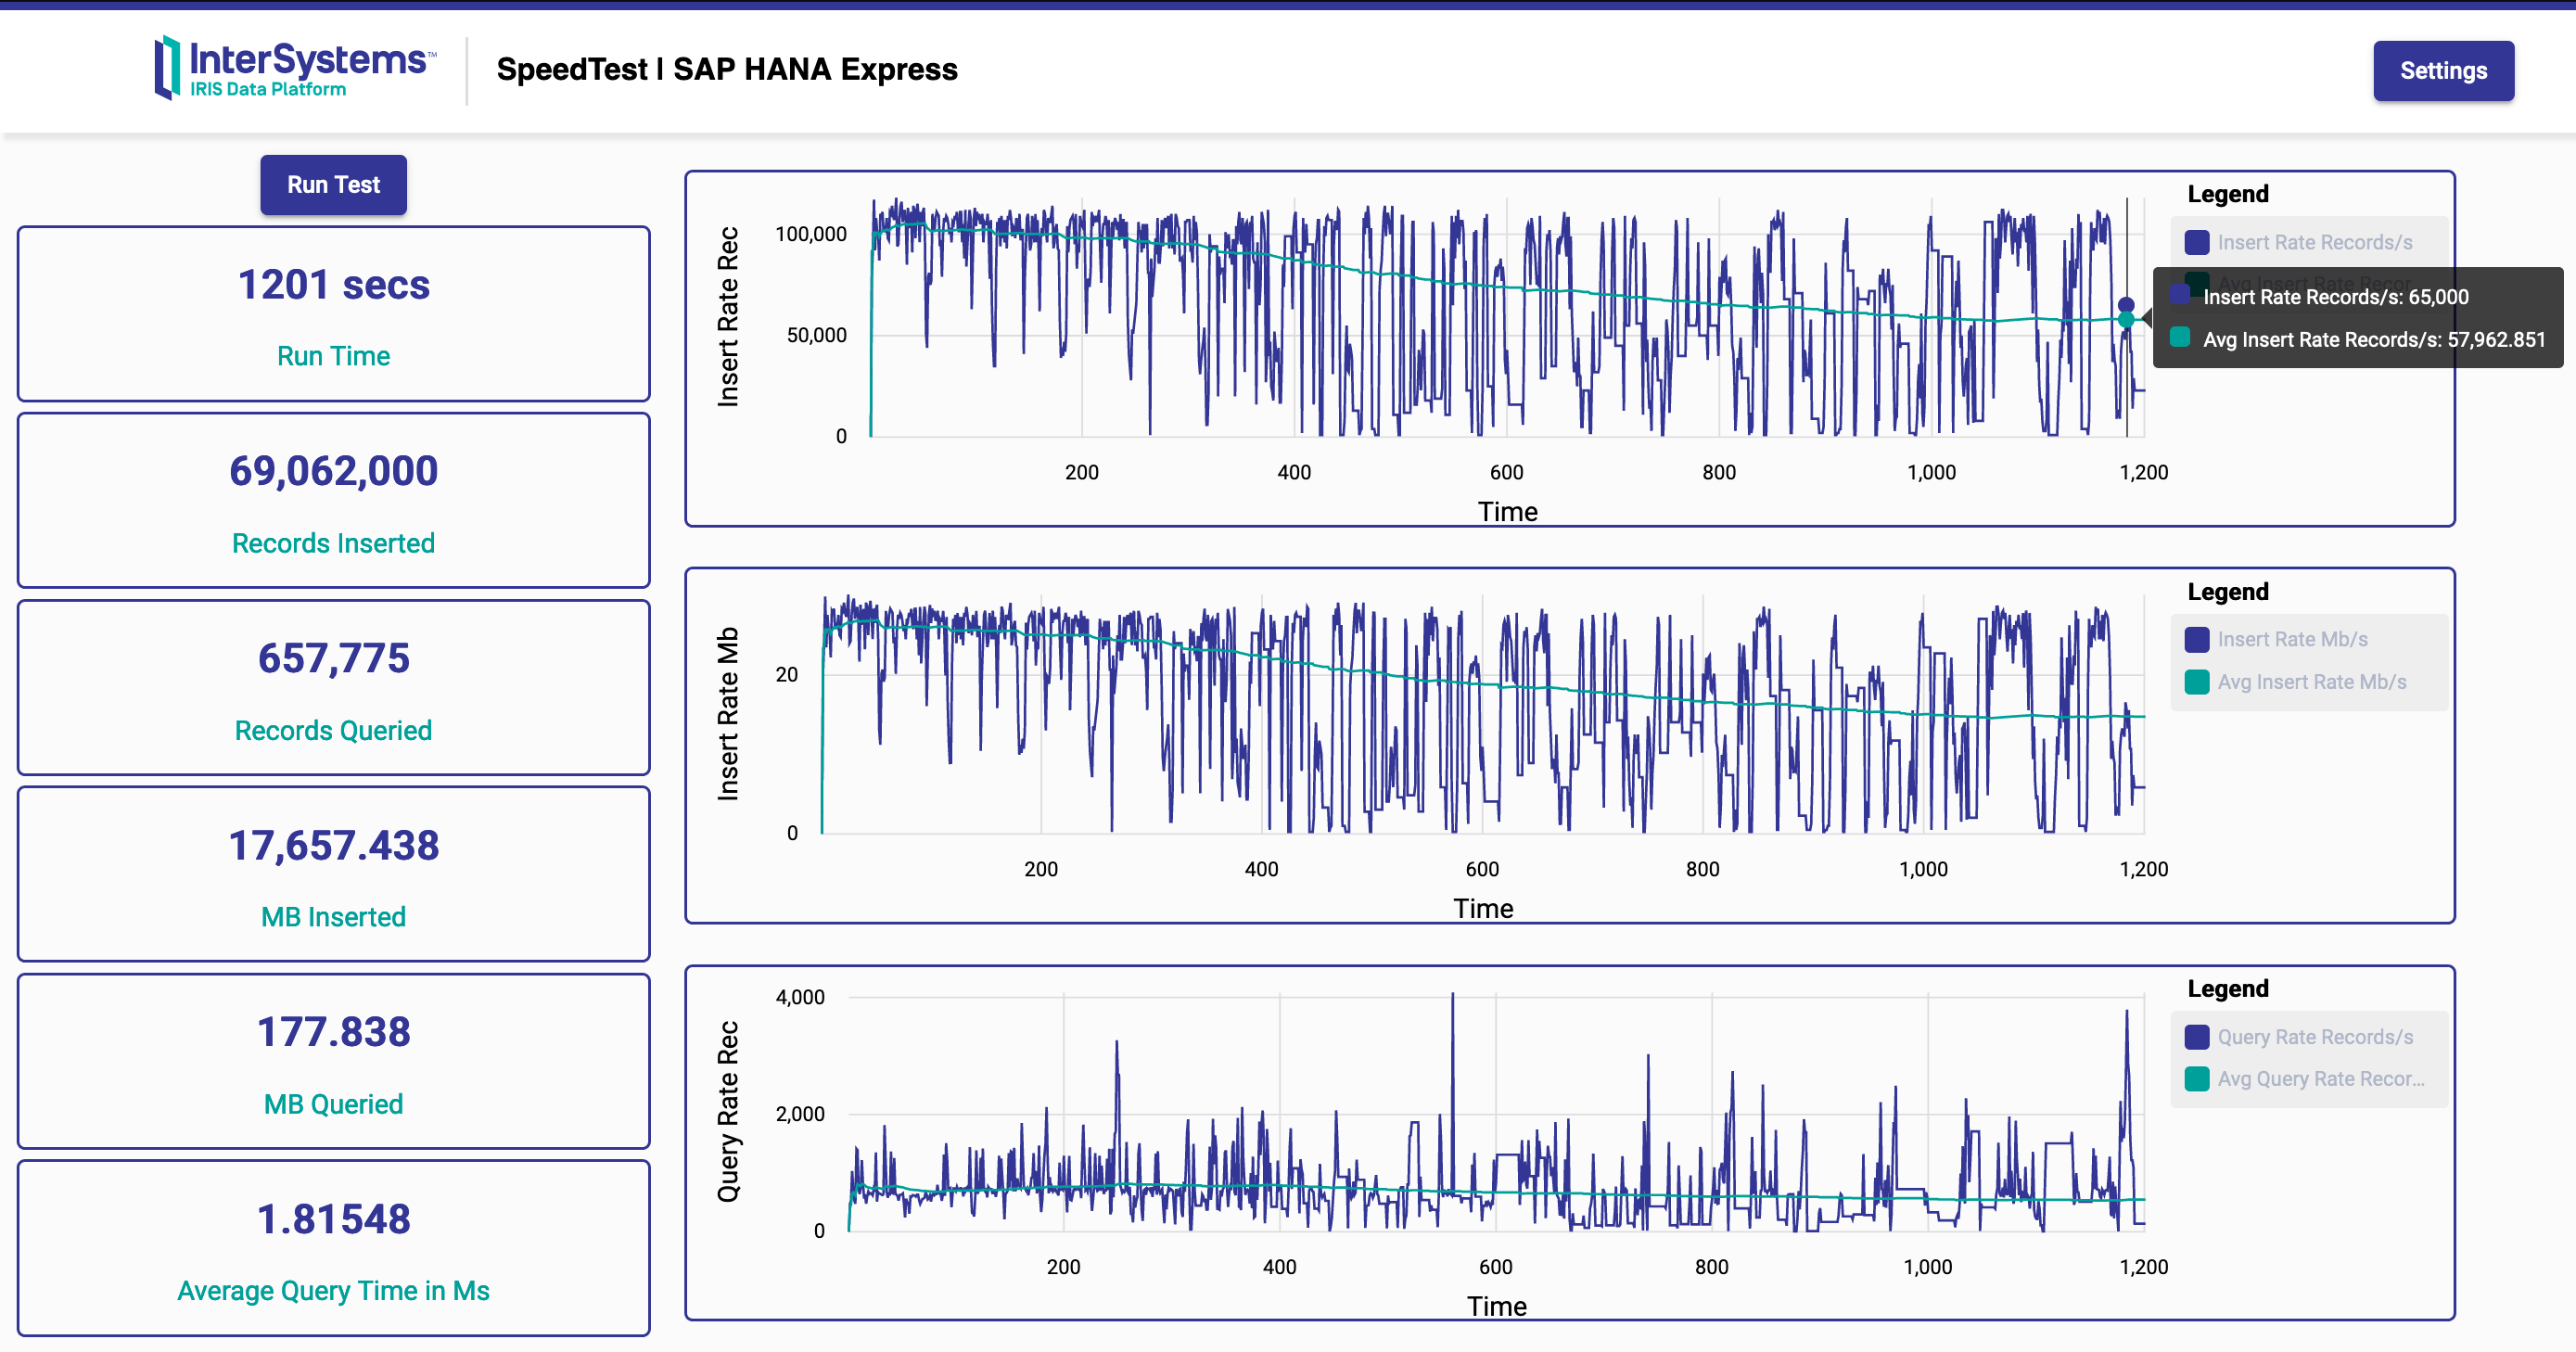 InterSystems™
IRIS Data Platform
SpeedTest | SAP HANA Express
Settings
Run Test
1201 secs
Run Time
69,062,000
Records Inserted
657,775
Records Queried
17,657.438
MB Inserted
177.838
MB Queried
1.81548
Average Query Time in Ms
Insert Rate Rec
100,000
50,000
0
200
400
600
800
1,000
1,200
Time
Legend
Insert Rate Records/s
Avg Insert Rate Recor
Insert Rate Records/s: 65,000
Avg Insert Rate Records/s: 57,962.851
Insert Rate Mb
20
0
200
400
600
800
1,000
1,200
Time
Legend
Insert Rate Mb/s
Avg Insert Rate Mb/s
Query Rate Rec
4,000
2,000
0
200
400
600
800
1,000
1,200
Time
Legend
Query Rate Records/s
Avg Query Rate Recor...